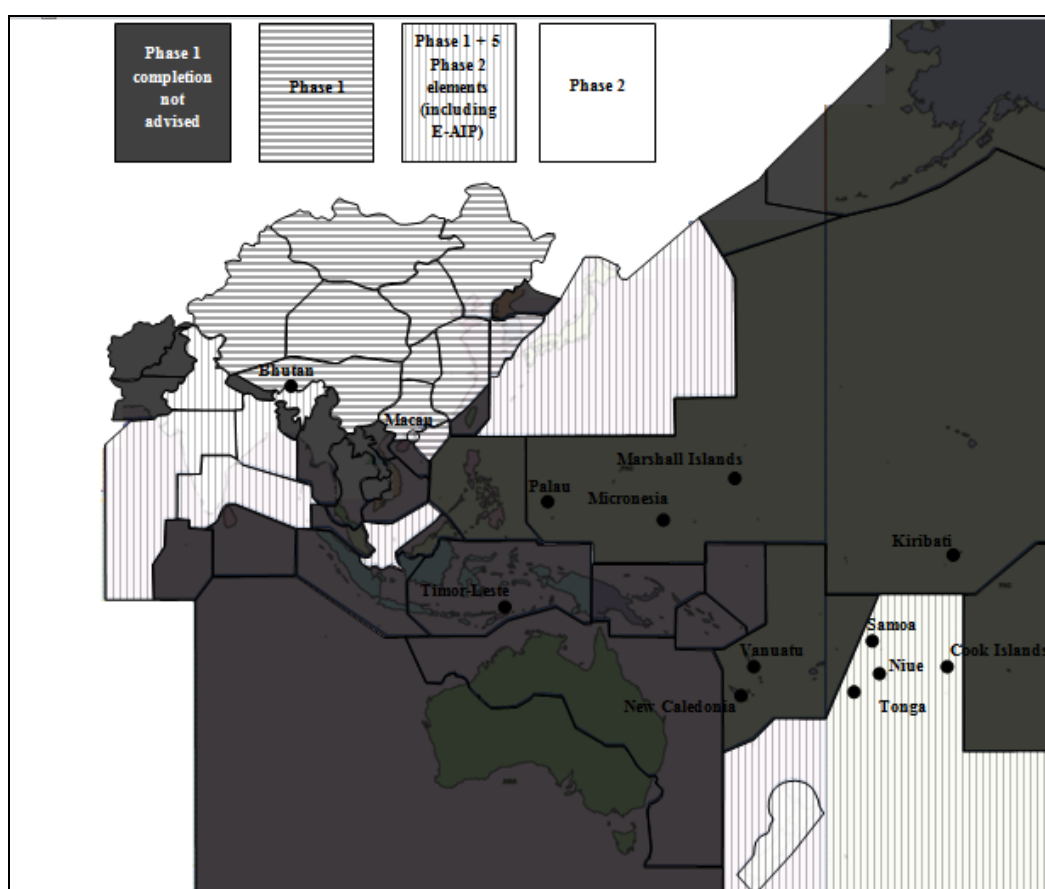 Phase 1
completion
not
advised
Phase 1
Phase 1 + 5
Phase 2
elements
(including
E-AIP)
Phase 2
Bhutan
Macau
Marshall Islands
Palau
Micronesia
Kiribati
Timor-Leste
Samoa
Vanuatu
Niue
Cook Islands
New Caledonia
Tonga